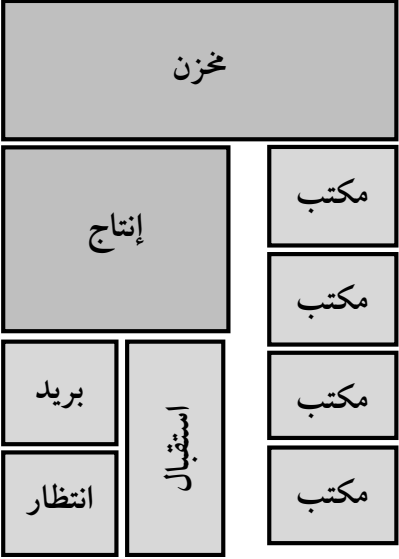 مخزن
إنتاج
مكتب
مكتب
مكتب
مكتب
بريد
استقبال
انتظار